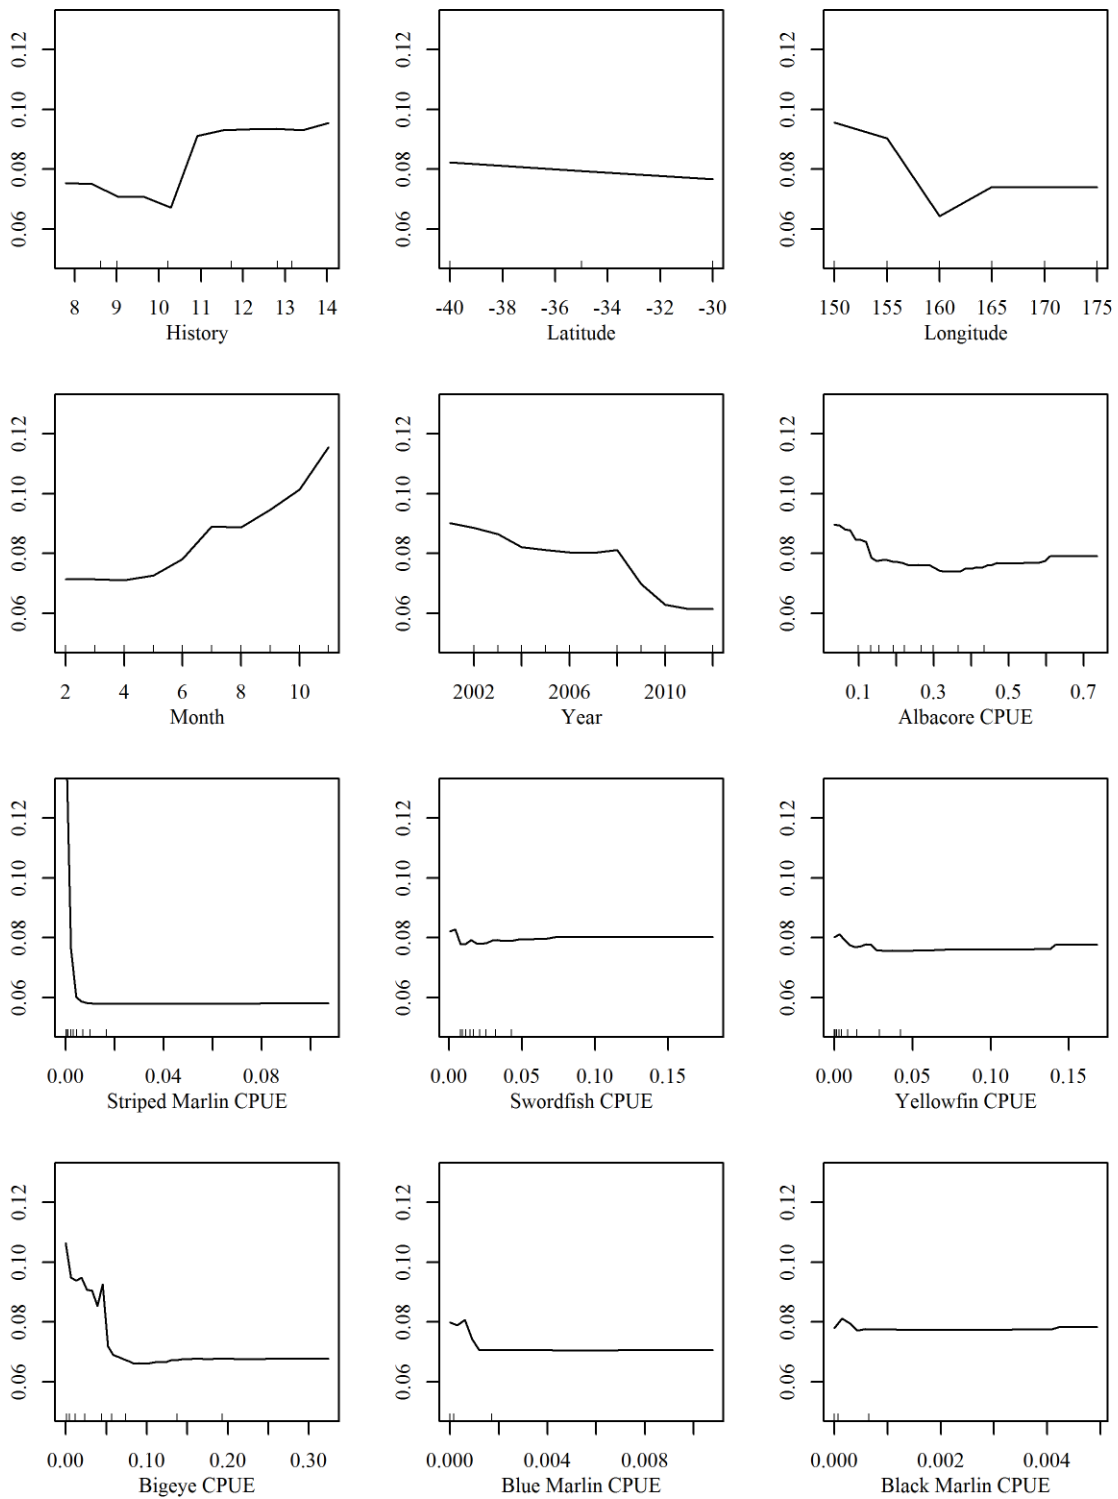 0.06 0.08 0.10 0.12
8 9 10 11 12 13 14
History
0.06 0.08 0.10 0.12
-40 -38 -36 -34 -32 -30
Latitude
0.06 0.08 0.10 0.12
150 155 160 165 170 175
Longitude
0.06 0.08 0.10 0.12
2 4 6 8 10
Month
0.06 0.08 0.10 0.12
2002 2006 2010
Year
0.06 0.08 0.10 0.12
0.1 0.3 0.5 0.7
Albacore CPUE
0.06 0.08 0.10 0.12
0.00 0.04 0.08
Striped Marlin CPUE
0.06 0.08 0.10 0.12
0.00 0.05 0.10 0.15
Swordfish CPUE
0.06 0.08 0.10 0.12
0.00 0.05 0.10 0.15
Yellowfin CPUE
0.06 0.08 0.10 0.12
0.00 0.10 0.20 0.30
Bigeye CPUE
0.06 0.08 0.10 0.12
0.000 0.004 0.008
Blue Marlin CPUE
0.06 0.08 0.10 0.12
0.000 0.002 0.004
Black Marlin CPUE